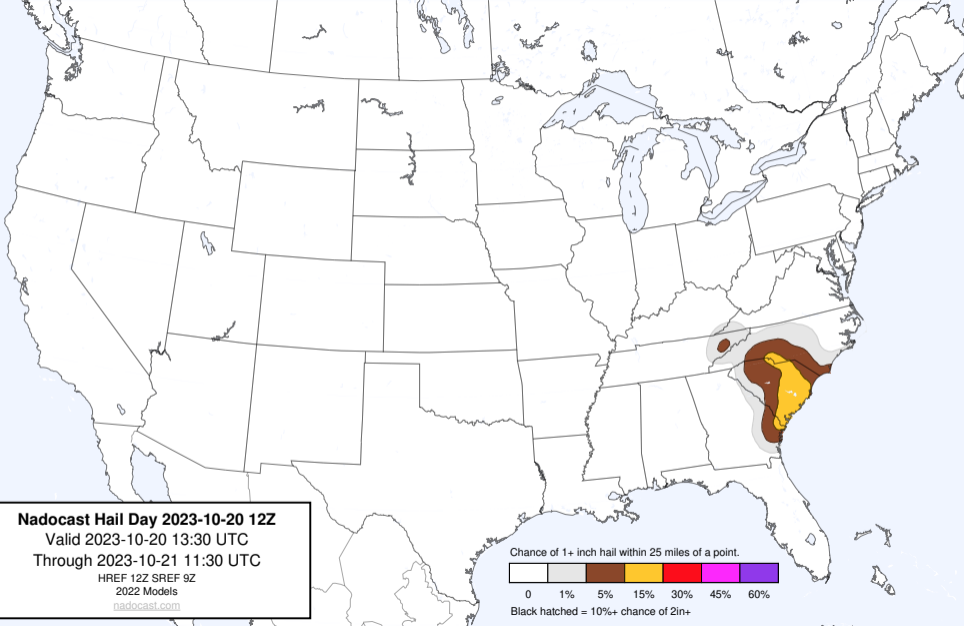 Nadocast Hail Day 2023-10-20 12Z
Valid 2023-10-20 13:30 UTC
Through 2023-10-21 11:30 UTC
HREF 12Z SREF 9Z
2022 Models
nadocast.com
Chance of 1+ inch hail within 25 miles of a point.
0 1% 5% 15% 30% 45% 60%
Black hatched = 10%+ chance of 2in+